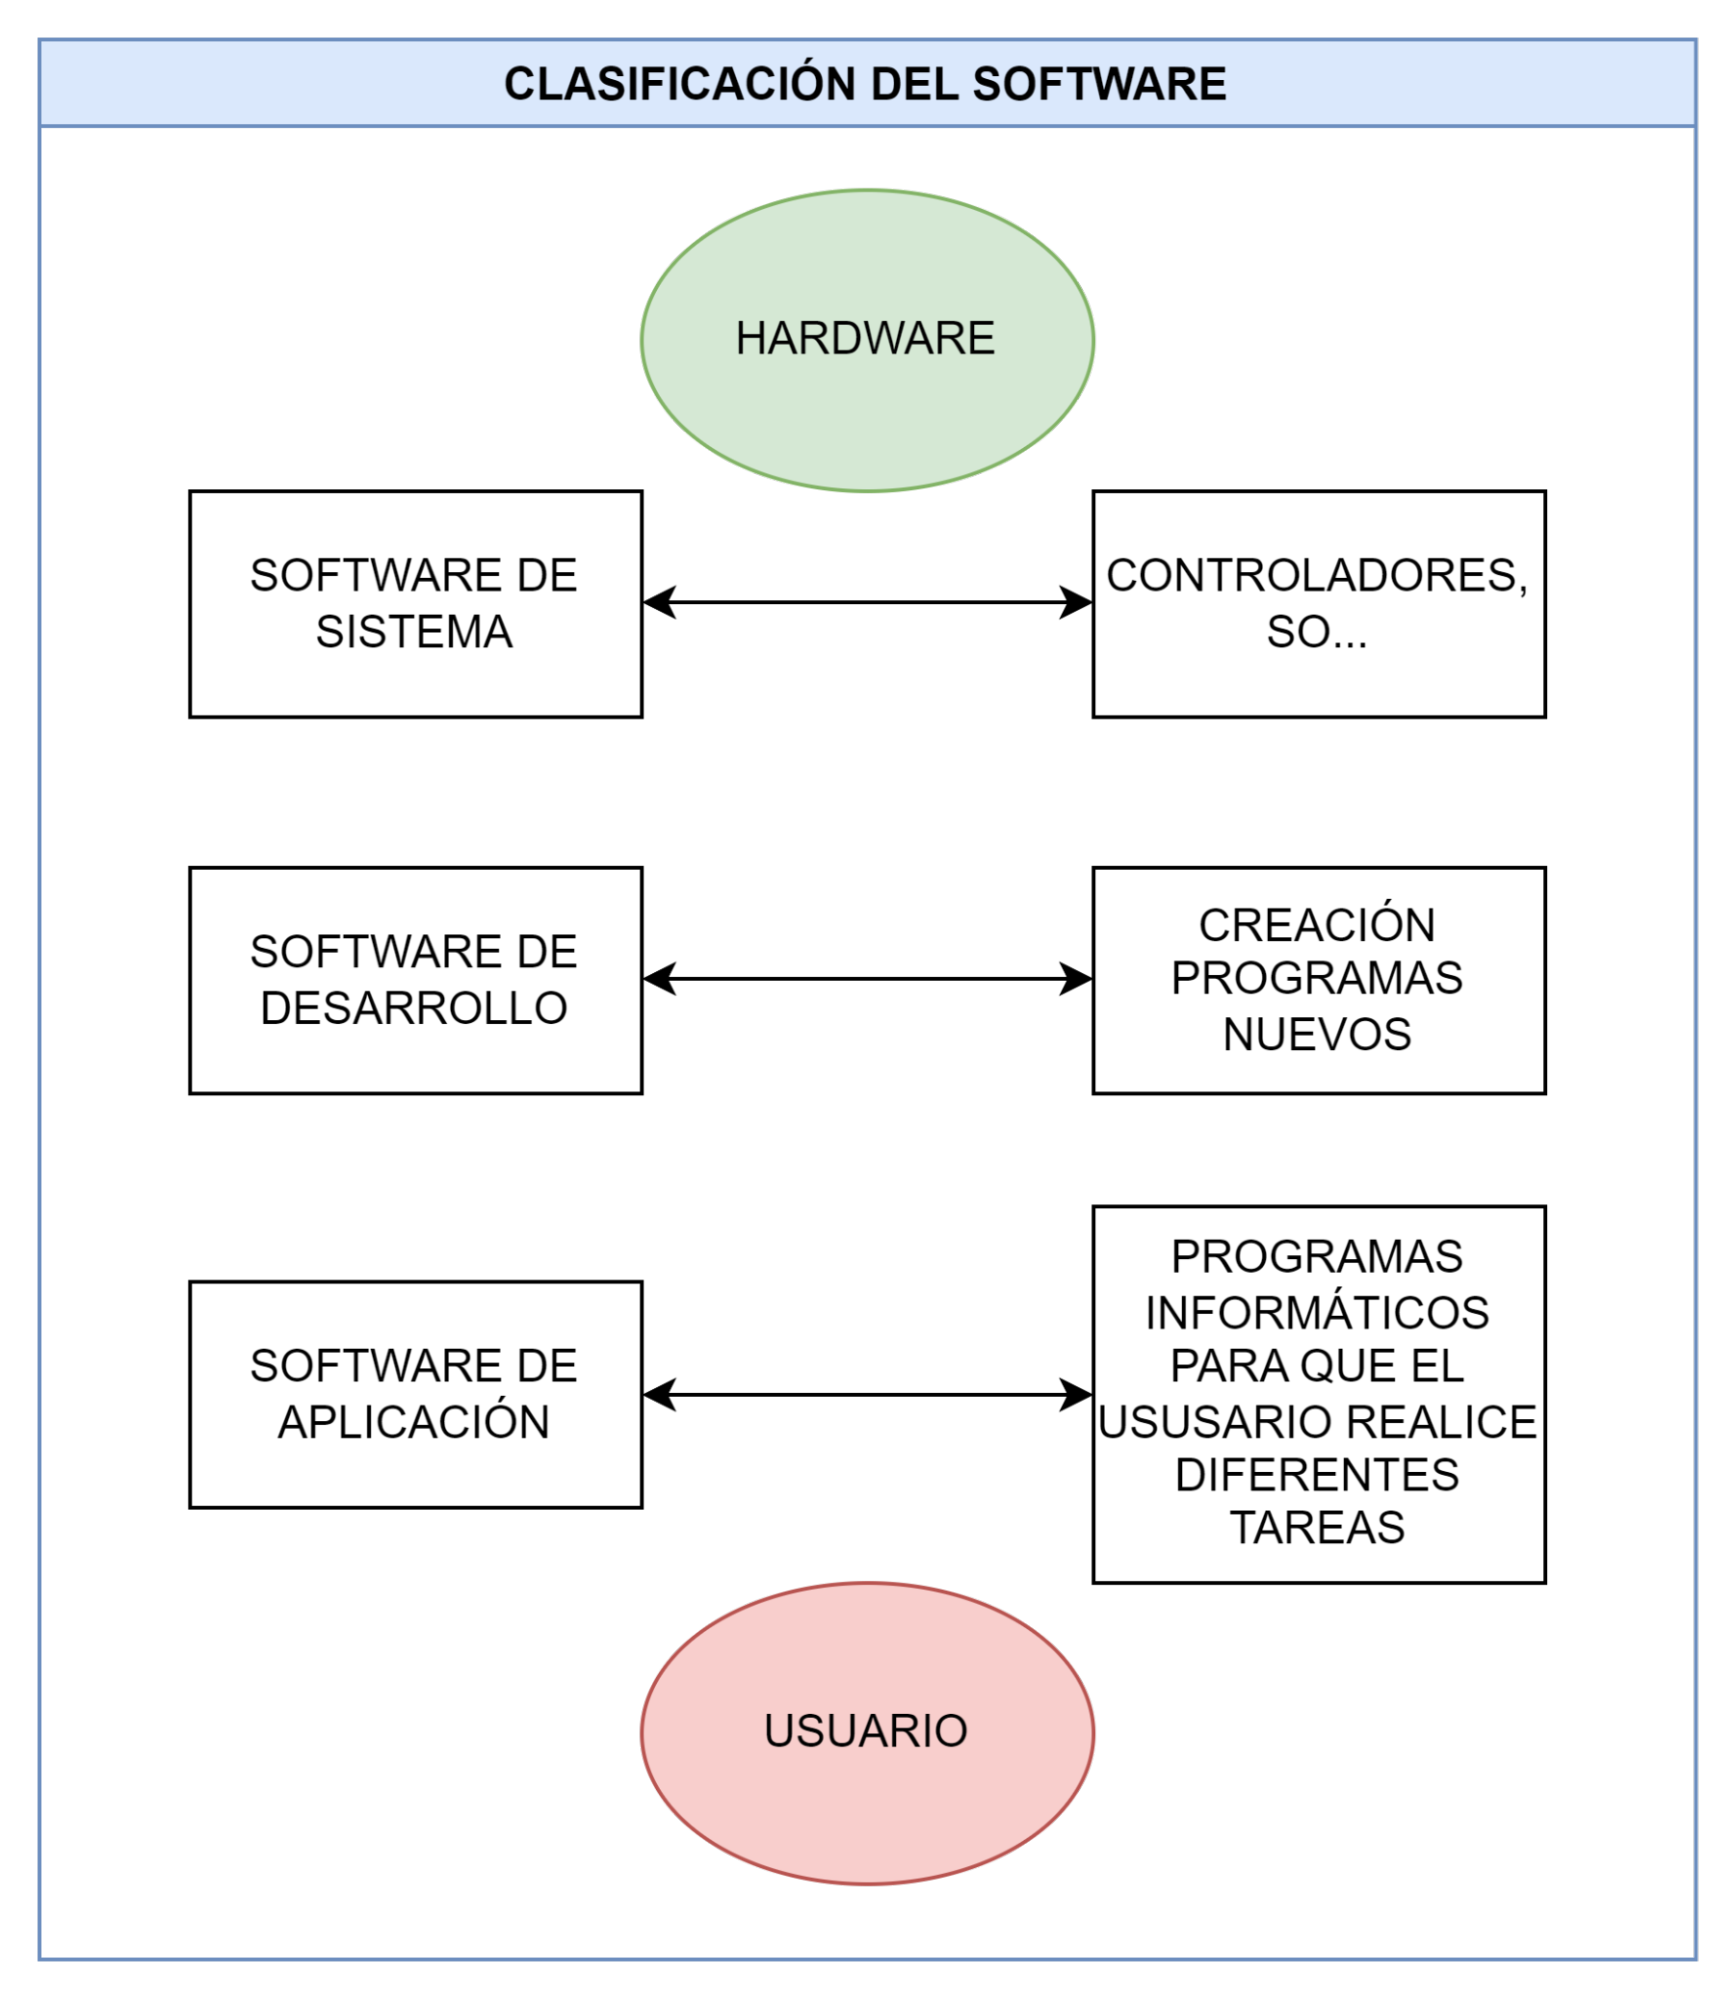 CLASIFICACIÓN DEL SOFTWARE
HARDWARE
SOFTWARE DE
SISTEMA
CONTROLADORES,
SO...
SOFTWARE DE
DESARROLLO
CREACIÓN
PROGRAMAS
NUEVOS
SOFTWARE DE
APLICACIÓN
PROGRAMAS
INFORMÁTICOS
PARA QUE EL
USUSARIO REALICE
DIFERENTES
TAREAS
USUARIO